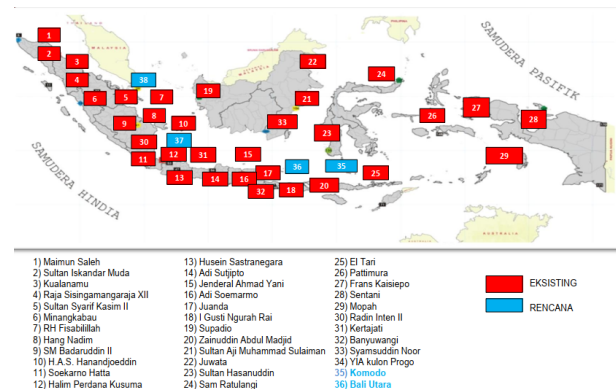 MALAYSIA
SAMUDERA PASIFIK
SAMUDERA HINDIA
AUSTRALIA
1
2
3
4
5
6
7
8
9
10
11
12
13
14
15
16
17
18
19
20
21
22
23
24
25
26
27
28
29
30
31
32
33
35
36
37
38
1) Maimun Saleh
2) Sultan Iskandar Muda
3) Kualanamu
4) Raja Sisingamangaraja XII
5) Sultan Syarif Kasim II
6) Minangkabau
7) RH Fisabilillah
8) Hang Nadim
9) SM Badaruddin II
10) H.A.S. Hanandjoeddin
11) Soekarno Hatta
12) Halim Perdana Kusuma
13) Husein Sastranegara
14) Adi Sutjipto
15) Jenderal Ahmad Yani
16) Adi Soemarmo
17) Juanda
18) I Gusti Ngurah Rai
19) Supadio
20) Zainuddin Abdul Madjid
21) Sultan Aji Muhammad Sulaiman
22) Juwata
23) Sultan Hasanuddin
24) Sam Ratulangi
25) El Tari
26) Pattimura
27) Frans Kaisiepo
28) Sentani
29) Mopah
30) Radin Inten II
31) Kertajati
32) Banyuwangi
33) Syamsuddin Noor
34) YIA kulon Progo
35) Komodo
36) Bali Utara
EKSISTING
RENCANA